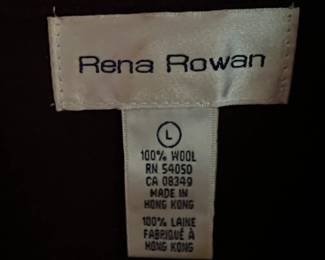 Rena Rowan
L
100% WOOL
RN 54050
CA 08349
MADE IN
HONG KONG
100% LAINE
FABRIQUÉ À
HONG KONG